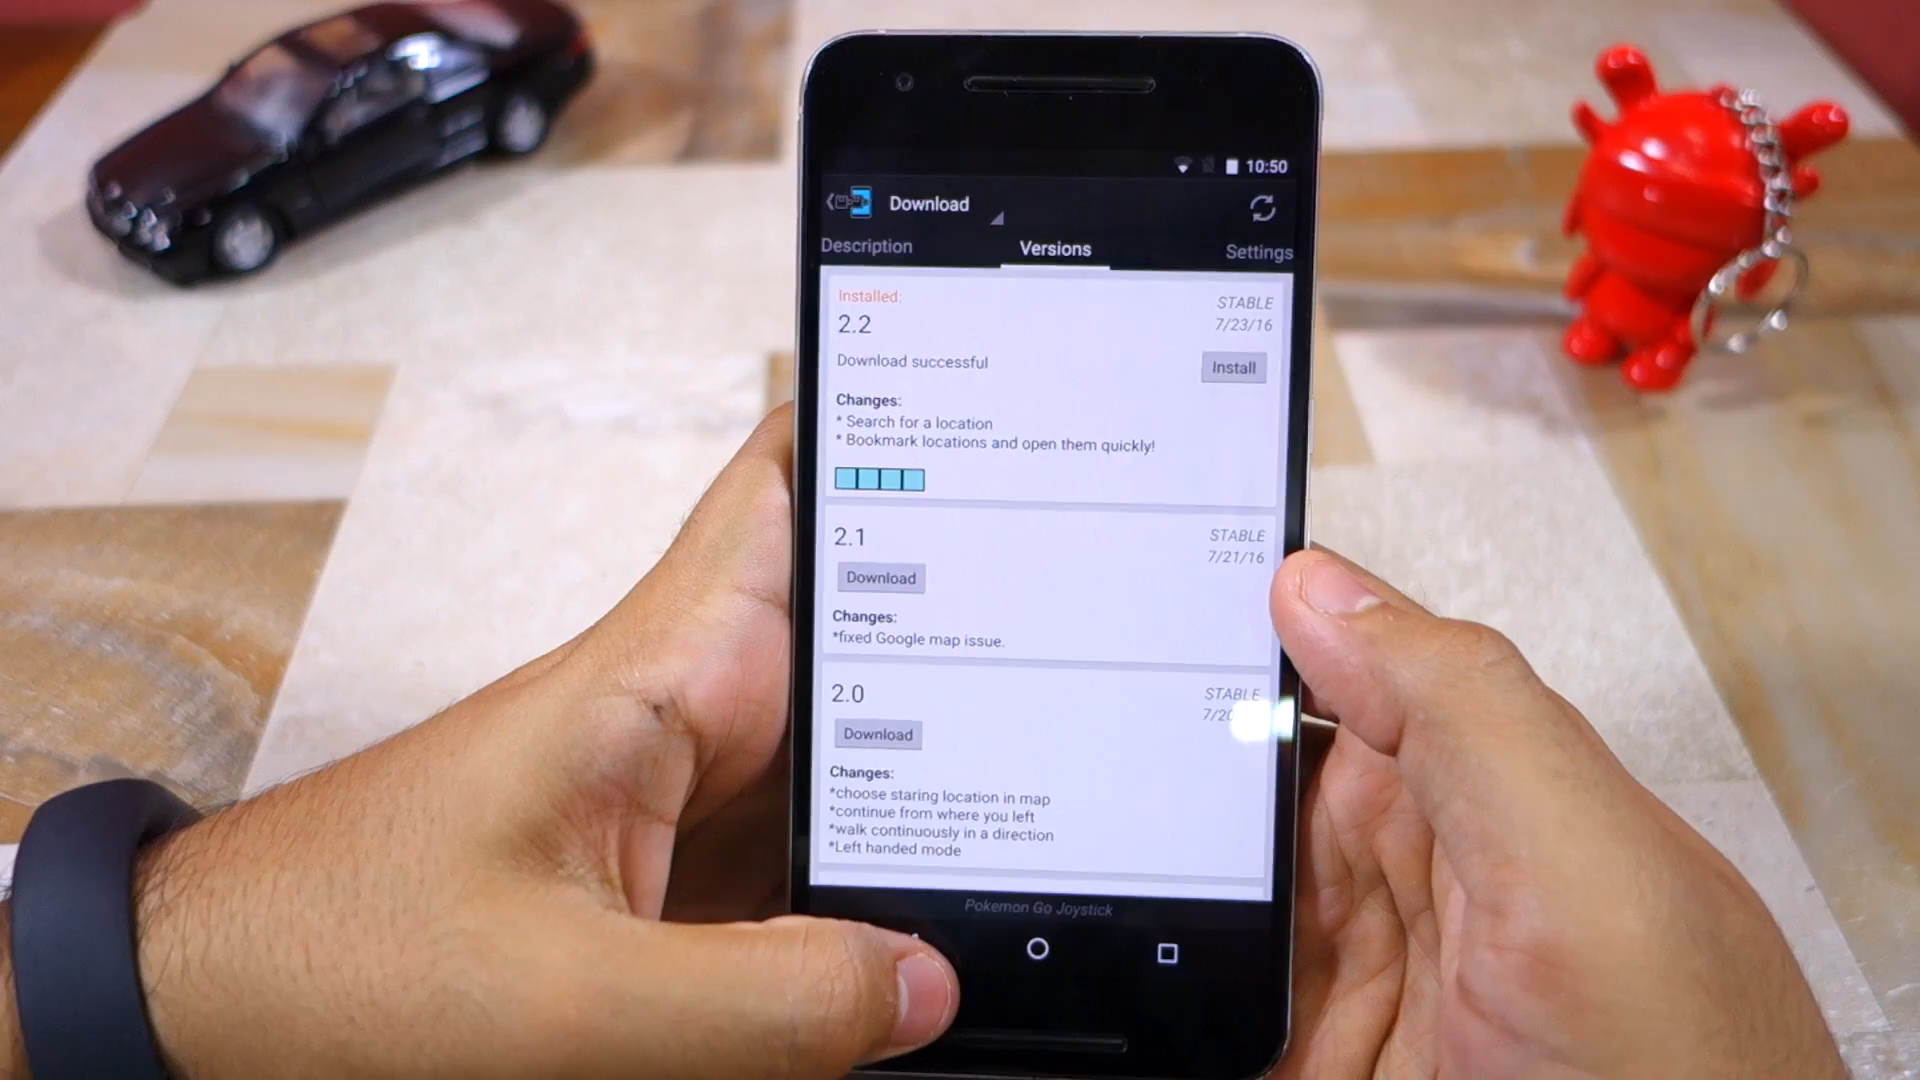 10:50
Download
Description Versions Settings
Installed: STABLE
2.2 7/23/16
Download successful Install
Changes:
* Search for a location
* Bookmark locations and open them quickly!
2.1 STABLE
7/21/16
Download
Changes:
*fixed Google map issue.
2.0 STABLE
Download
Changes:
*choose staring location in map
*continue from where you left
*walk continuously in a direction
*Left handed mode
Pokemon Go Joystick